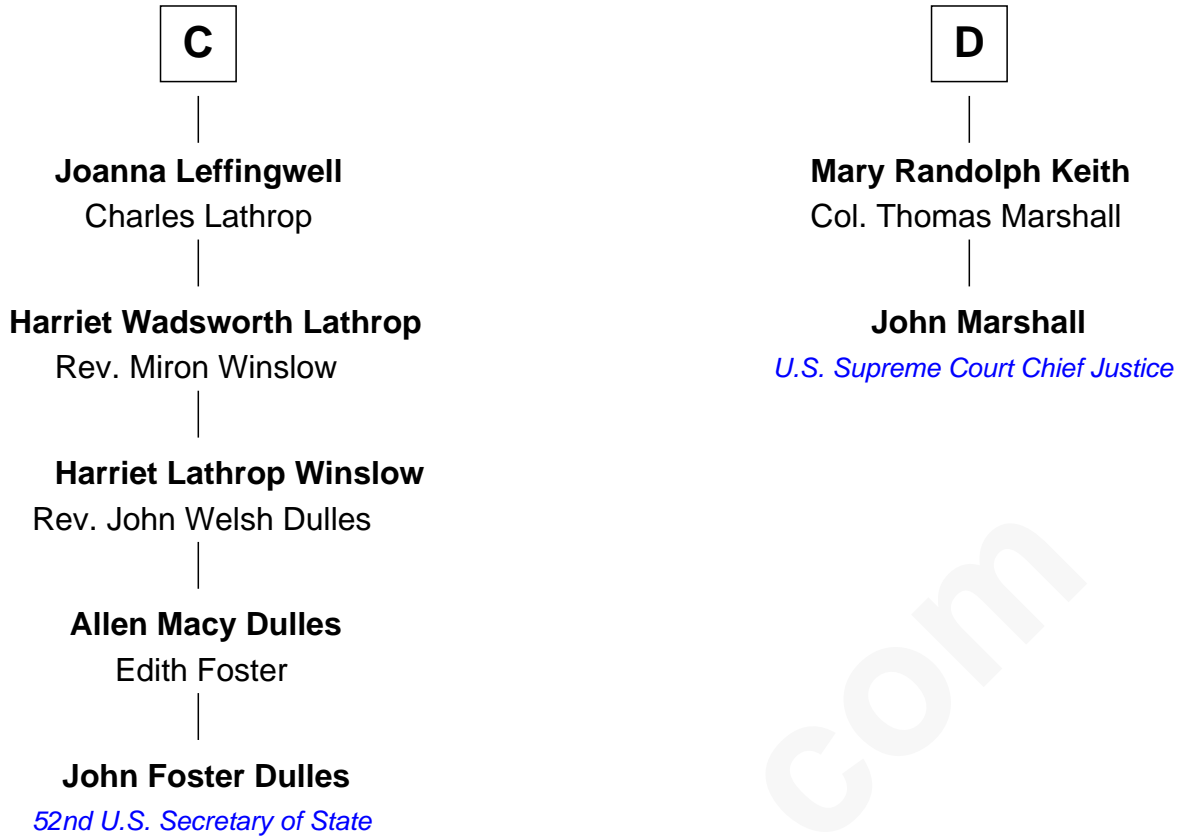 C
Joanna Leffingwell
Charles Lathrop
Harriet Wadsworth Lathrop
Rev. Miron Winslow
Harriet Lathrop Winslow
Rev. John Welsh Dulles
Allen Macy Dulles
Edith Foster
John Foster Dulles
52nd U.S. Secretary of State
D
Mary Randolph Keith
Col. Thomas Marshall
John Marshall
U.S. Supreme Court Chief Justice
com